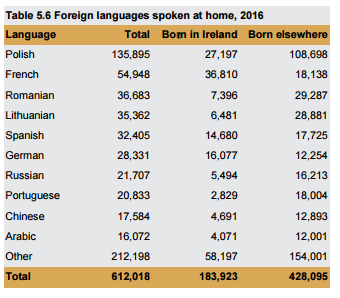 Table 5.6 Foreign languages spoken at home, 2016
Language Total Born in Ireland Born elsewhere
Polish 135,895 27,197 108,698
French 54,948 36,810 18,138
Romanian 36,683 7,396 29,287
Lithuanian 35,362 6,481 28,881
Spanish 32,405 14,680 17,725
German 28,331 16,077 12,254
Russian 21,707 5,494 16,213
Portuguese 20,833 2,829 18,004
Chinese 17,584 4,691 12,893
Arabic 16,072 4,071 12,001
Other 212,198 58,197 154,001
Total 612,018 183,923 428,095